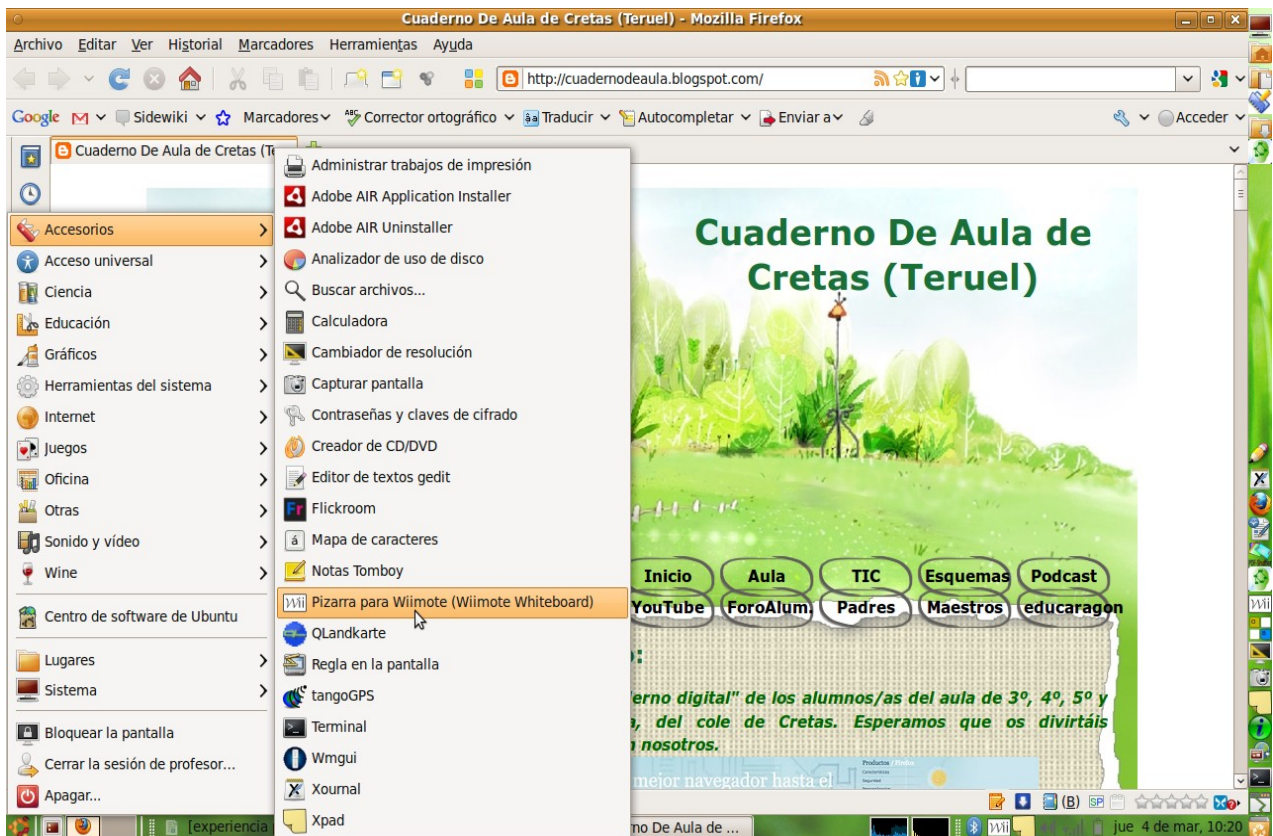 Cuaderno De Aula de Cretas (Teruel) - Mozilla Firefox
Archivo Editar Ver Historial Marcadores Herramientas Ayuda
http://cuadernodeaula.blogspot.com/
Google Sidewiki Marcadores Corrector ortográfico Traducir Autocompletar Enviar a Acceder
Cuaderno De Aula de Cretas (Te
Accesorios
Acceso universal
Ciencia
Educación
Gráficos
Herramientas del sistema
Internet
Juegos
Oficina
Otras
Sonido y vídeo
Wine
Centro de software de Ubuntu
Lugares
Sistema
Bloquear la pantalla
Cerrar la sesión de profesor...
Apagar...
Administrar trabajos de impresión
Adobe AIR Application Installer
Adobe AIR Uninstaller
Analizador de uso de disco
Buscar archivos...
Calculadora
Cambiador de resolución
Capturar pantalla
Contraseñas y claves de cifrado
Creador de CD/DVD
Editor de textos gedit
Fr Flickroom
á Mapa de caracteres
Notas Tomboy
Wii Pizarra para Wiimote (Wiimote Whiteboard)
QLandkarte
Regla en la pantalla
tangoGPS
Terminal
Wmgui
Xournal
Xpad
Cuaderno De Aula de
Cretas (Teruel)
Inicio Aula TIC Esquemas Podcast
YouTube ForoAlum. Padres Maestros educaragon
erno digital" de los alumnos/as del aula de 3º, 4º, 5º y
, del cole de Cretas. Esperamos que os divirtáis
nosotros.
Productos / Firefox
mejor navegador hasta el
(B) SP
[experiencia
no De Aula de ...
Wii
jue 4 de mar, 10:20
Wii